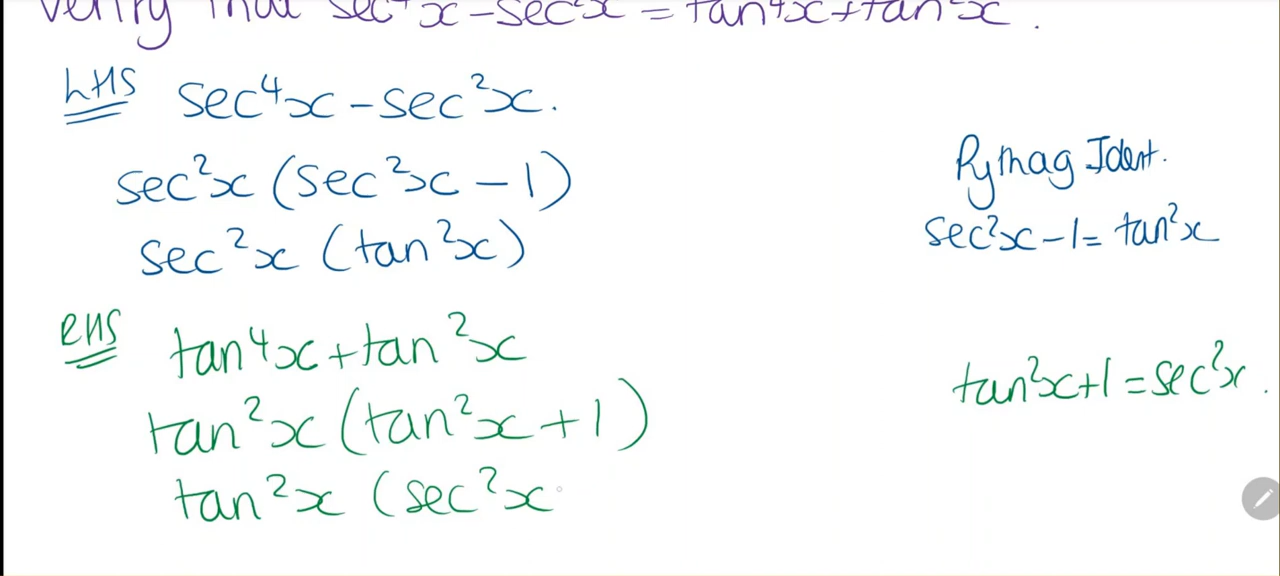 verify that sec⁴x - sec²x = tan⁴x + tan²x.
LHS sec⁴x - sec²x.
sec²x (sec²x - 1)
sec²x (tan²x)
Pythag Ident.
sec²x - 1 = tan²x
RHS tan⁴x + tan²x
tan²x (tan²x + 1)
tan²x (sec²x
tan²x + 1 = sec²x.